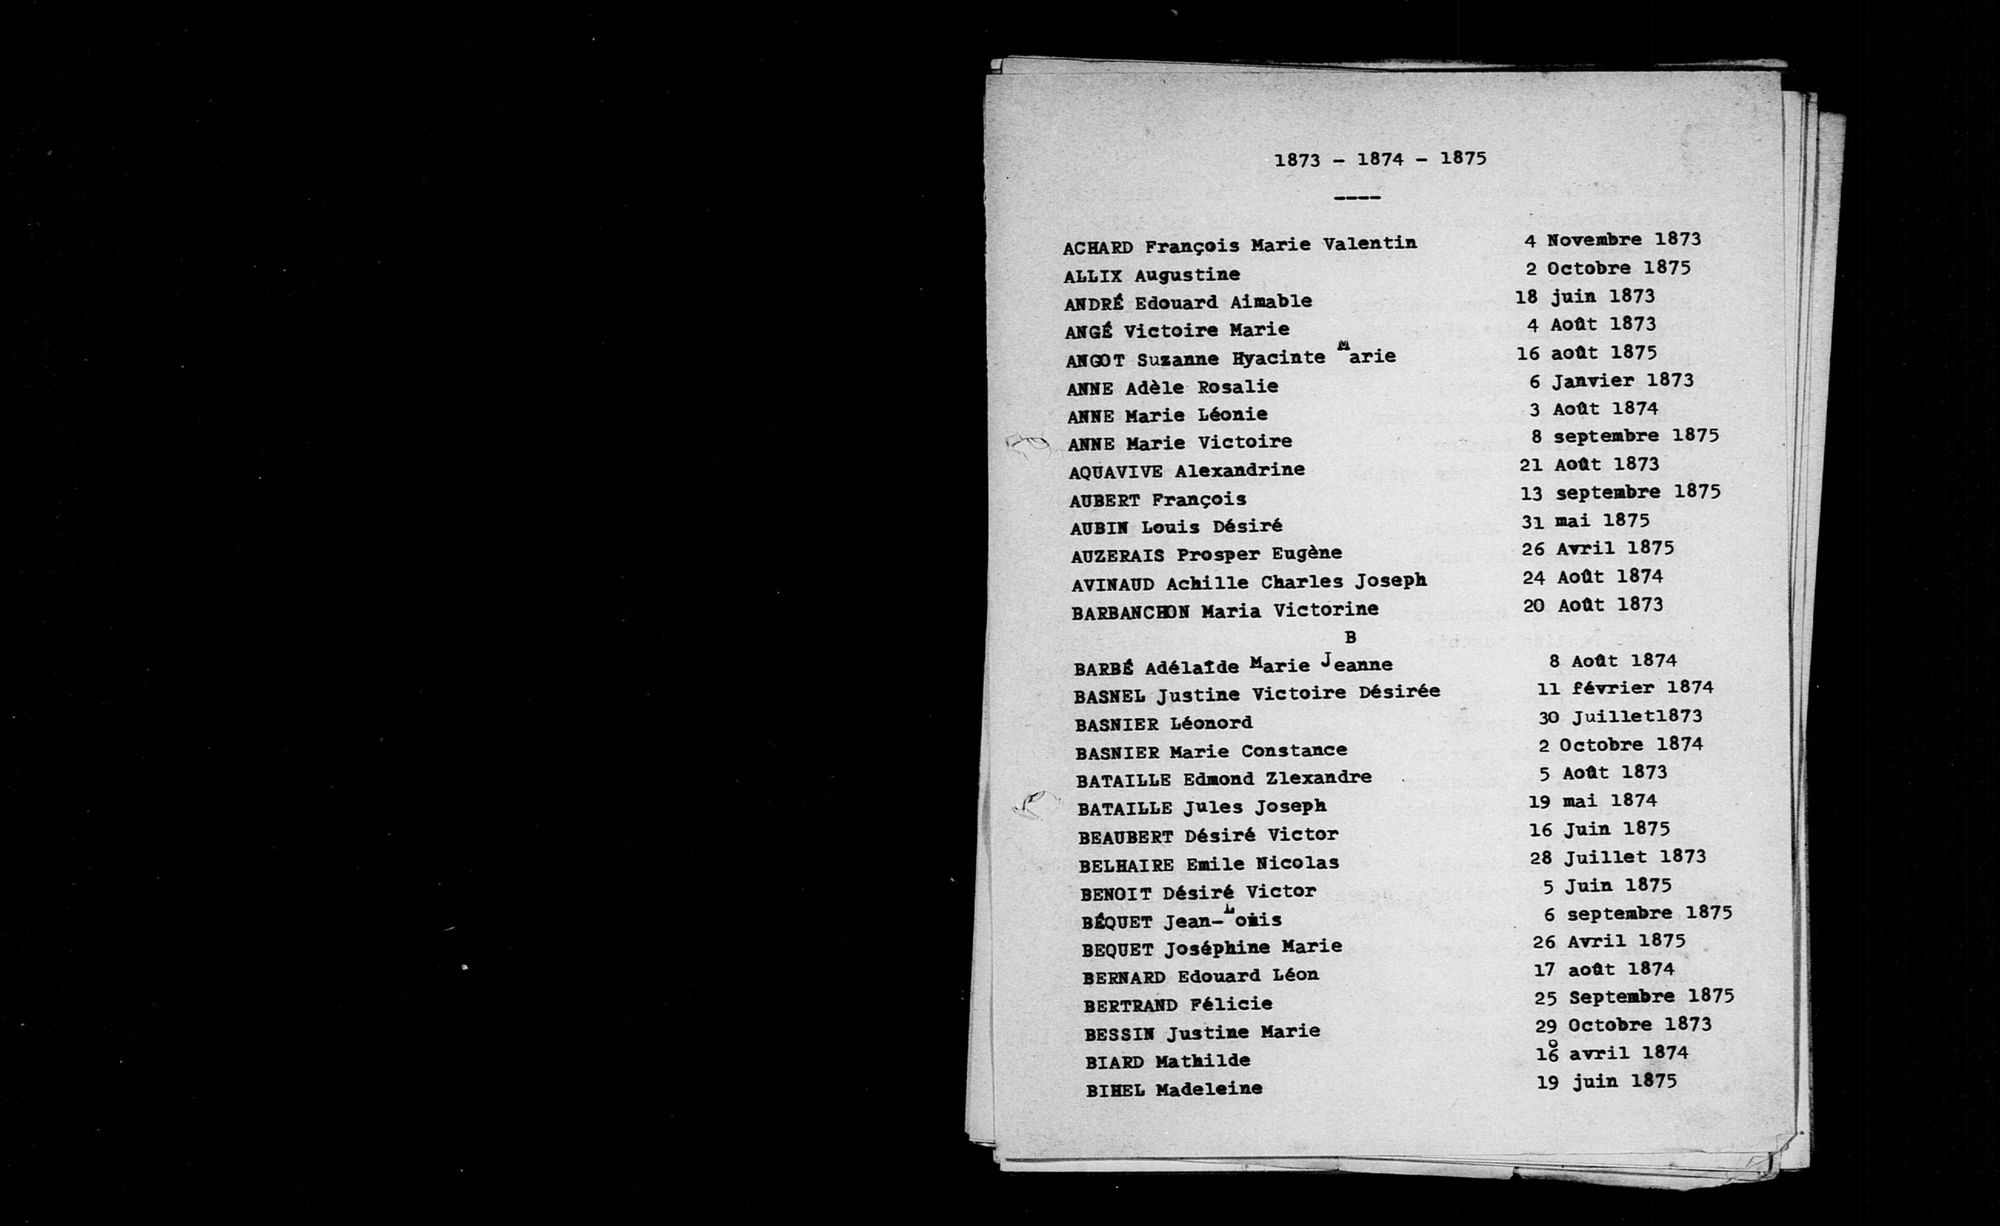 1873 - 1874 - 1875
----
ACHARD François Marie Valentin 4 Novembre 1873
ALLIX Augustine 2 Octobre 1875
ANDRÉ Edouard Aimable 18 juin 1873
ANGÉ Victoire Marie 4 Août 1873
ANGOT Suzanne Hyacinte Marie 16 août 1875
ANNE Adèle Rosalie 6 Janvier 1873
ANNE Marie Léonie 3 Août 1874
ANNE Marie Victoire 8 septembre 1875
AQUAVIVE Alexandrine 21 Août 1873
AUBERT François 13 septembre 1875
AUBIN Louis Désiré 31 mai 1875
AUZERAIS Prosper Eugène 26 Avril 1875
AVINAUD Achille Charles Joseph 24 Août 1874
BARBANCHON Maria Victorine 20 Août 1873
B
BARBÉ Adélaîde Marie Jeanne 8 Août 1874
BASNEL Justine Victoire Désirée 11 février 1874
BASNIER Léonord 30 Juillet1873
BASNIER Marie Constance 2 Octobre 1874
BATAILLE Edmond Zlexandre 5 Août 1873
BATAILLE Jules Joseph 19 mai 1874
BEAUBERT Désiré Victor 16 Juin 1875
BELHAIRE Emile Nicolas 28 Juillet 1873
BENOIT Désiré Victor 5 Juin 1875
BÉQUET Jean-Louis 6 septembre 1875
BEQUET Joséphine Marie 26 Avril 1875
BERNARD Edouard Léon 17 août 1874
BERTRAND Félicie 25 Septembre 1875
BESSIN Justine Marie 29 Octobre 1873
BIARD Mathilde 16 avril 1874
BIHEL Madeleine 19 juin 1875